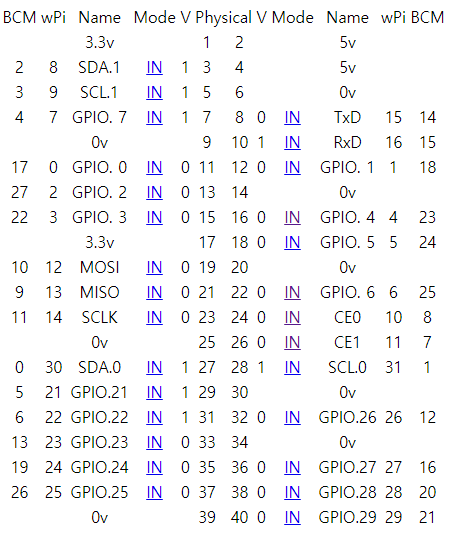 BCM wPi Name Mode V Physical V Mode Name wPi BCM
3.3v 1 2 5v
2 8 SDA.1 IN 1 3 4 5v
3 9 SCL.1 IN 1 5 6 0v
4 7 GPIO. 7 IN 1 7 8 0 IN TxD 15 14
0v 9 10 1 IN RxD 16 15
17 0 GPIO. 0 IN 0 11 12 0 IN GPIO. 1 1 18
27 2 GPIO. 2 IN 0 13 14 0v
22 3 GPIO. 3 IN 0 15 16 0 IN GPIO. 4 4 23
3.3v 17 18 0 IN GPIO. 5 5 24
10 12 MOSI IN 0 19 20 0v
9 13 MISO IN 0 21 22 0 IN GPIO. 6 6 25
11 14 SCLK IN 0 23 24 0 IN CE0 10 8
0v 25 26 0 IN CE1 11 7
0 30 SDA.0 IN 1 27 28 1 IN SCL.0 31 1
5 21 GPIO.21 IN 1 29 30 0v
6 22 GPIO.22 IN 1 31 32 0 IN GPIO.26 26 12
13 23 GPIO.23 IN 0 33 34 0v
19 24 GPIO.24 IN 0 35 36 0 IN GPIO.27 27 16
26 25 GPIO.25 IN 0 37 38 0 IN GPIO.28 28 20
0v 39 40 0 IN GPIO.29 29 21